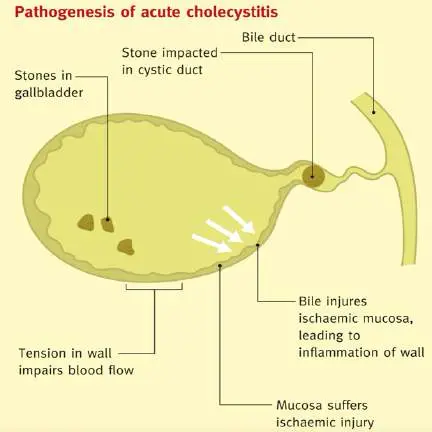 Pathogenesis of acute cholecystitis
Bile duct
Stone impacted
in cystic duct
Stones in
gallbladder
Bile injures
ischaemic mucosa,
leading to
inflammation of wall
Tension in wall
impairs blood flow
Mucosa suffers
ischaemic injury